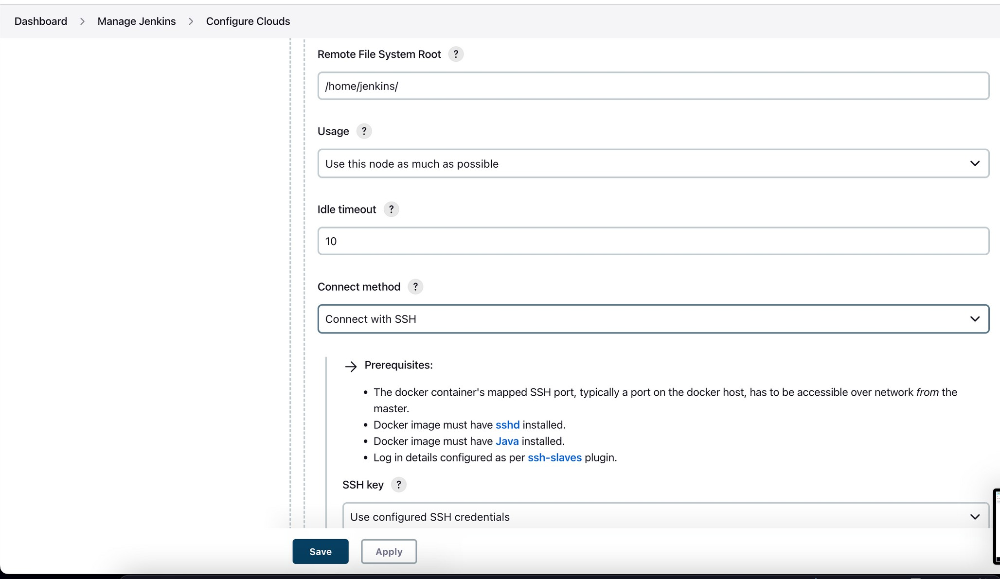 Dashboard > Manage Jenkins > Configure Clouds
Remote File System Root ?
/home/jenkins/
Usage ?
Use this node as much as possible
Idle timeout ?
10
Connect method ?
Connect with SSH
→ Prerequisites:
• The docker container's mapped SSH port, typically a port on the docker host, has to be accessible over network from the
master.
• Docker image must have sshd installed.
• Docker image must have Java installed.
• Log in details configured as per ssh-slaves plugin.
SSH key ?
Use configured SSH credentials
Save Apply